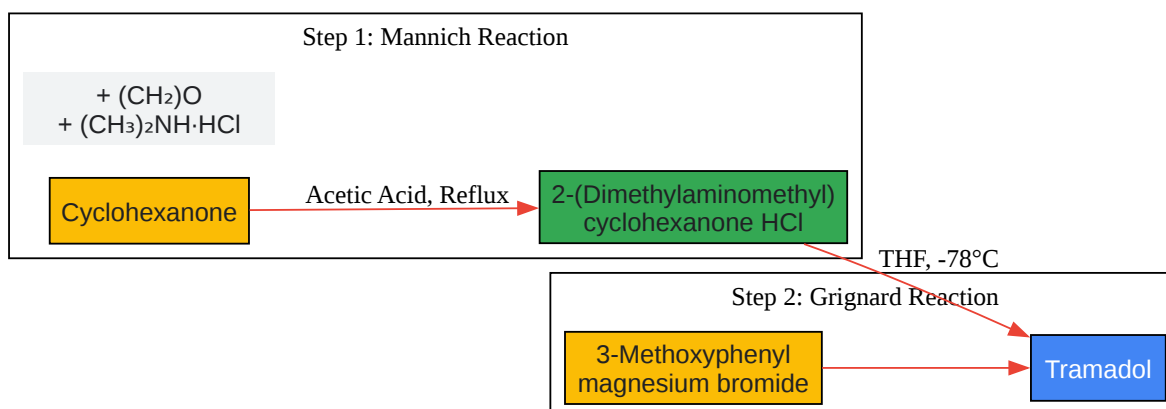 Step 1: Mannich Reaction
+ (CH₂)O
+ (CH₃)₂NH·HCl
Cyclohexanone
Acetic Acid, Reflux
2-(Dimethylaminomethyl)
cyclohexanone HCl
THF, -78°C
Step 2: Grignard Reaction
3-Methoxyphenyl
magnesium bromide
Tramadol